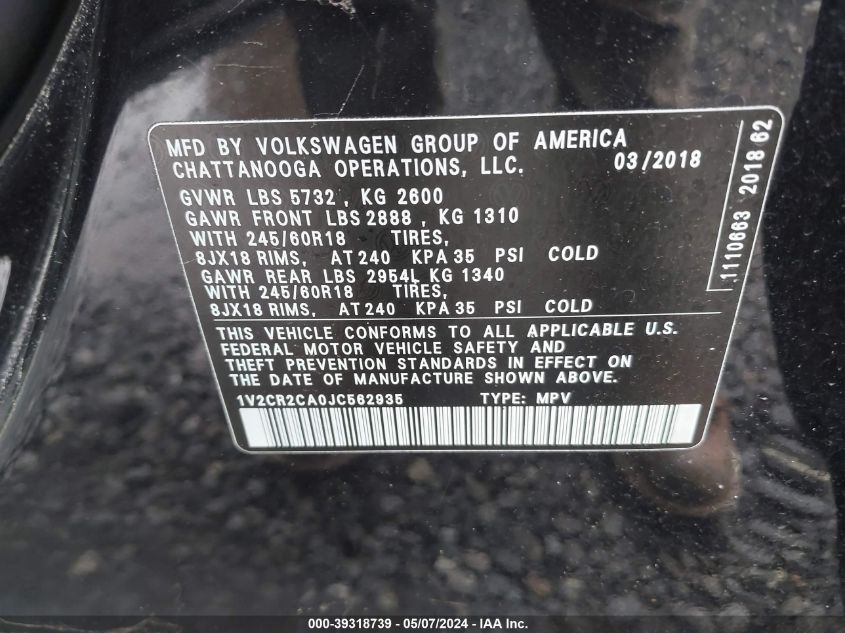 MFD BY VOLKSWAGEN GROUP OF AMERICA
CHATTANOOGA OPERATIONS, LLC. 03/2018
GVWR LBS 5732 , KG 2600
GAWR FRONT LBS 2888 , KG 1310
WITH 245/60R18 TIRES,
8JX18 RIMS, AT 240 KPA 35 PSI COLD
GAWR REAR LBS 2954L KG 1340
WITH 245/60R18 TIRES,
8JX18 RIMS, AT 240 KPA 35 PSI COLD
THIS VEHICLE CONFORMS TO ALL APPLICABLE U.S.
FEDERAL MOTOR VEHICLE SAFETY AND
THEFT PREVENTION STANDARDS IN EFFECT ON
THE DATE OF MANUFACTURE SHOWN ABOVE.
1V2CR2CA0JC562935 TYPE: MPV
1110663 2018 62
000-39318739 - 05/07/2024 - IAA Inc.